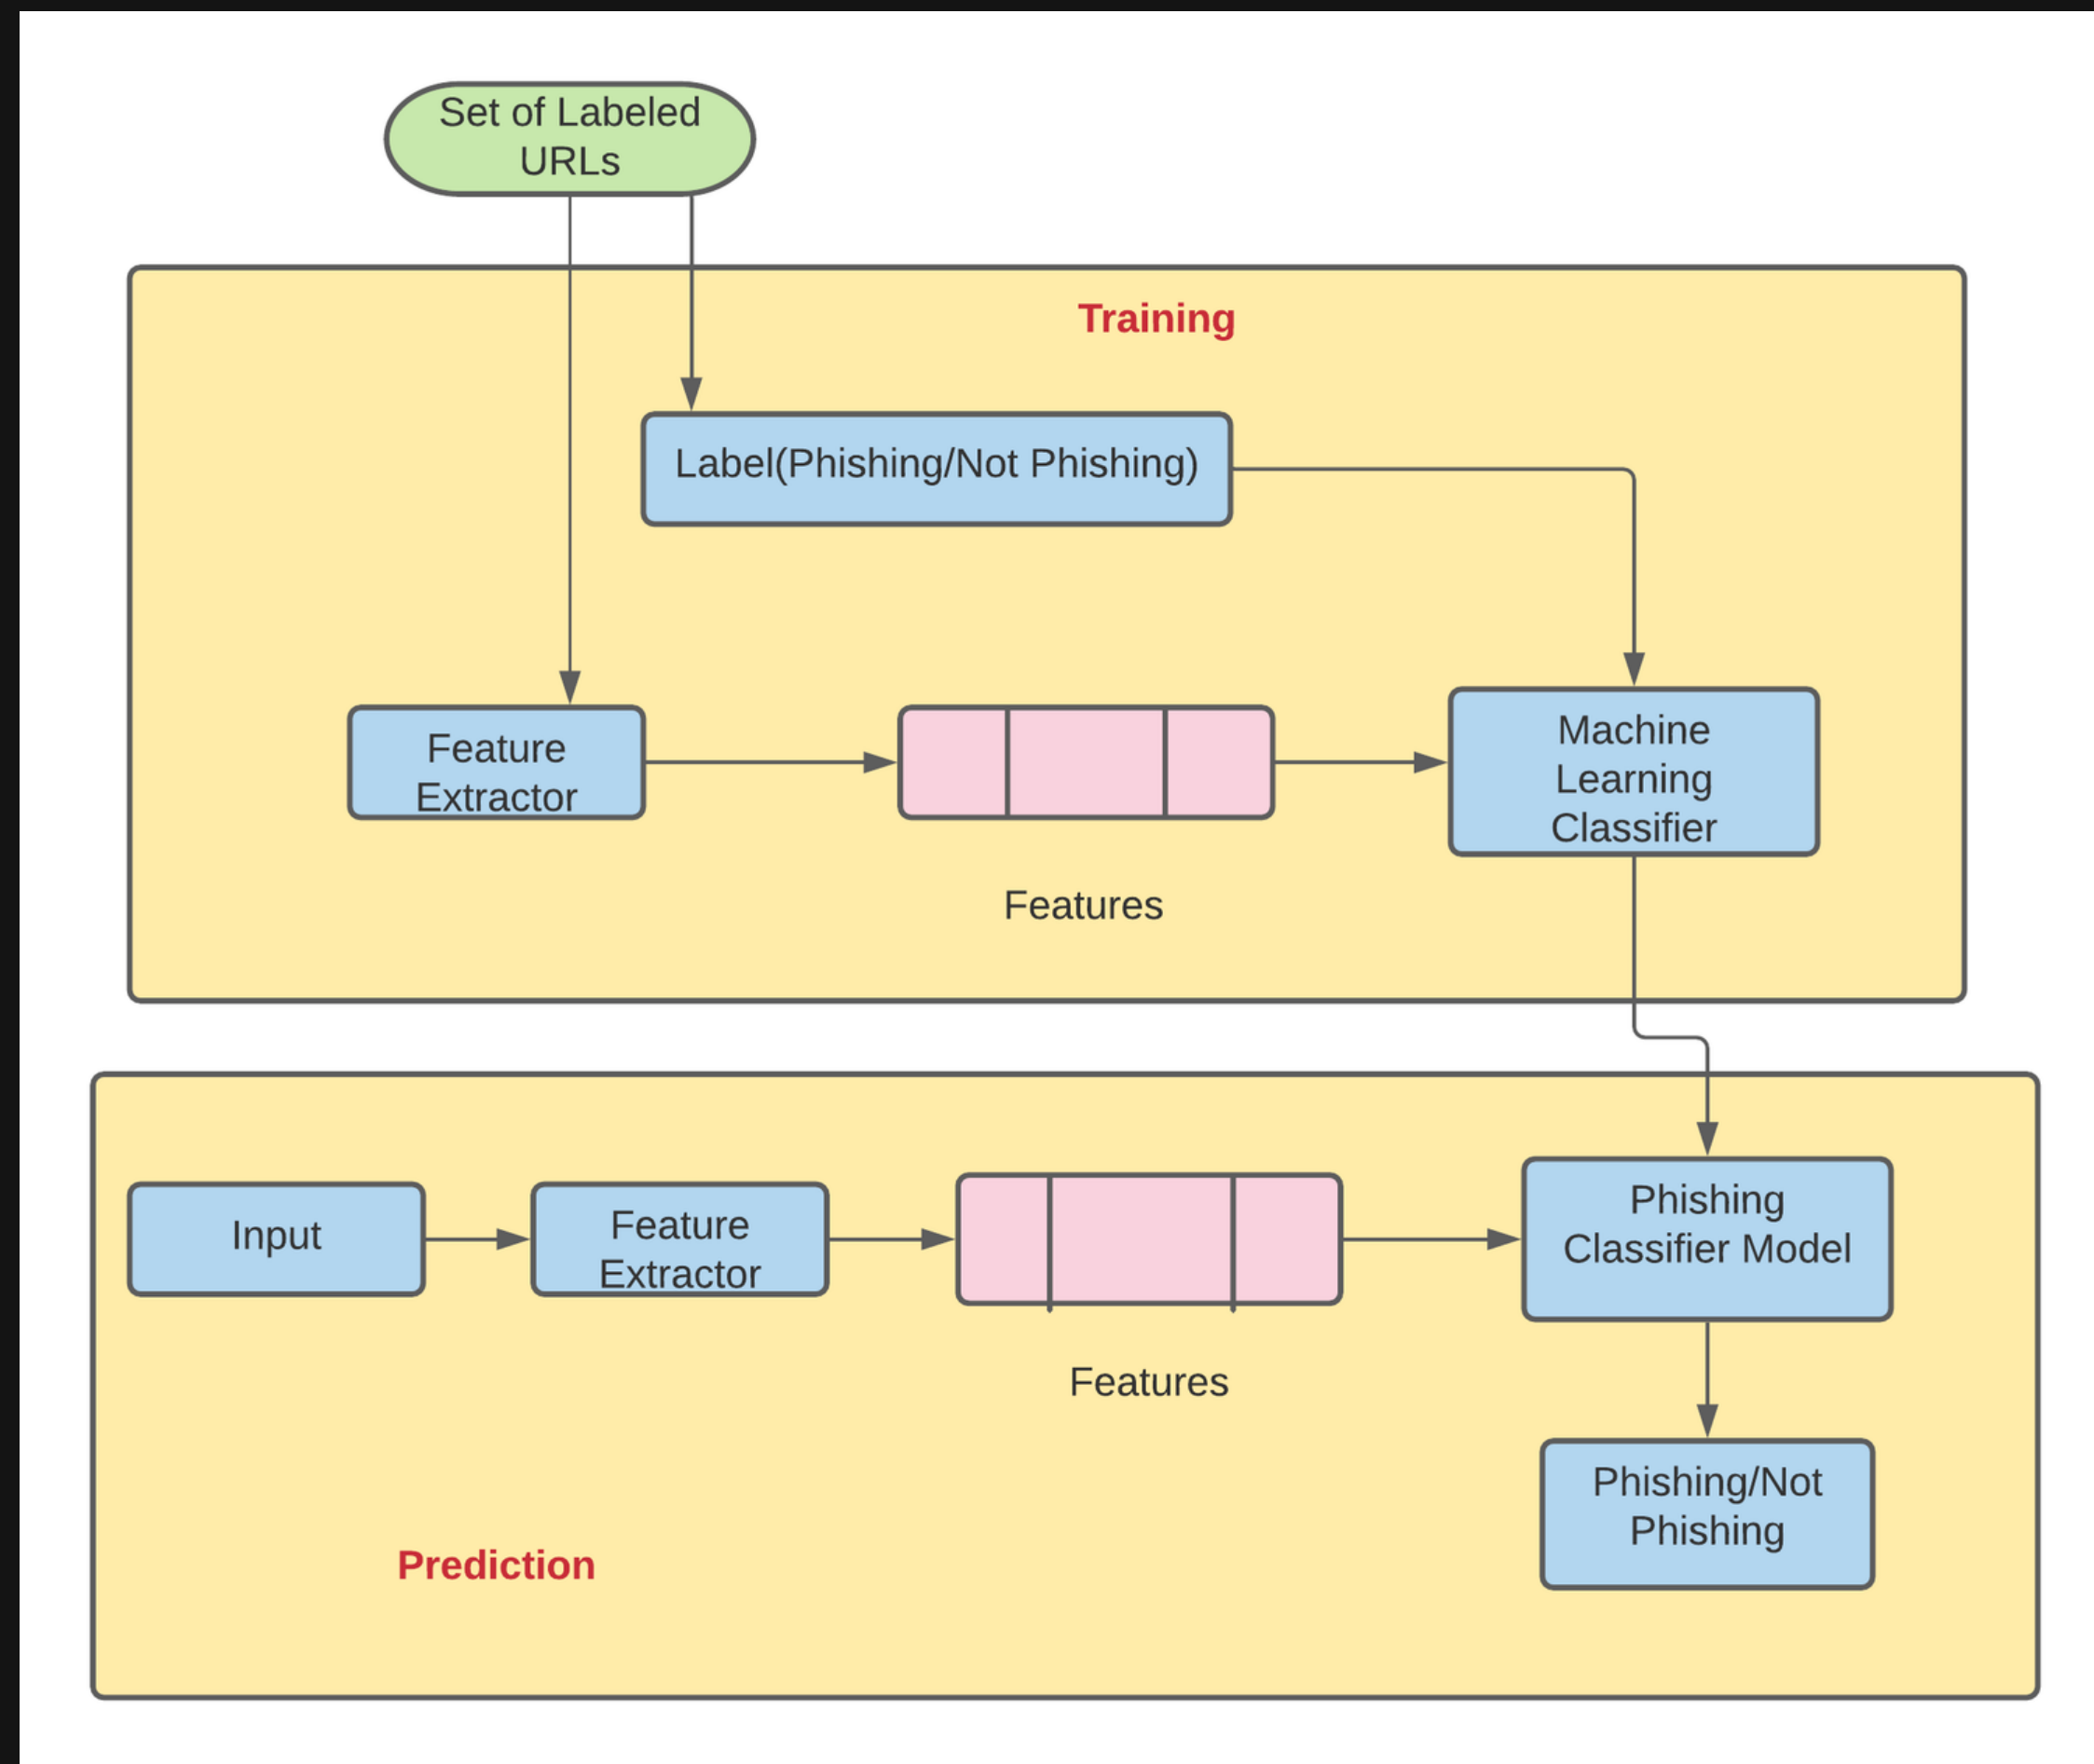 Set of Labeled
URLs
Training
Label(Phishing/Not Phishing)
Feature
Extractor
Machine
Learning
Classifier
Features
Input
Feature
Extractor
Phishing
Classifier Model
Features
Phishing/Not
Phishing
Prediction